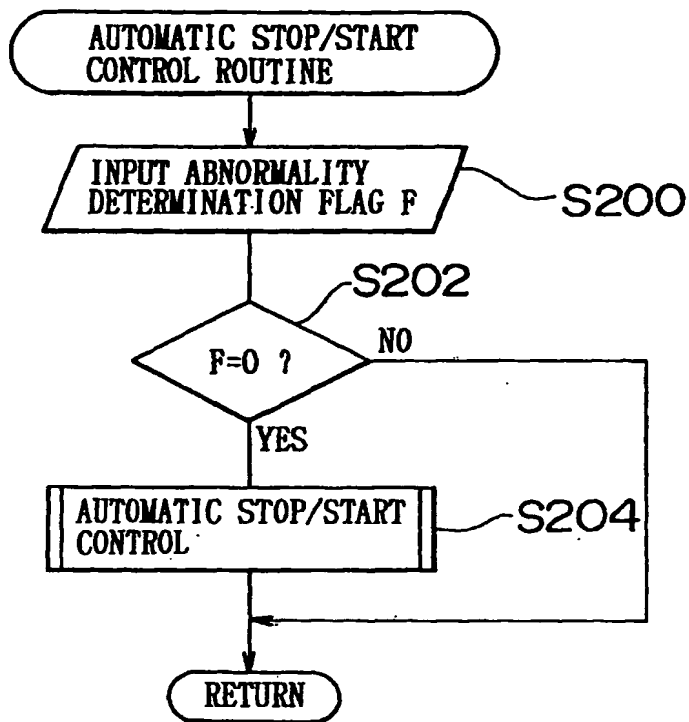 AUTOMATIC STOP/START
CONTROL ROUTINE
INPUT ABNORMALITY
DETERMINATION FLAG F
S200
S202
F=0 ?
NO
YES
AUTOMATIC STOP/START
CONTROL
S204
RETURN